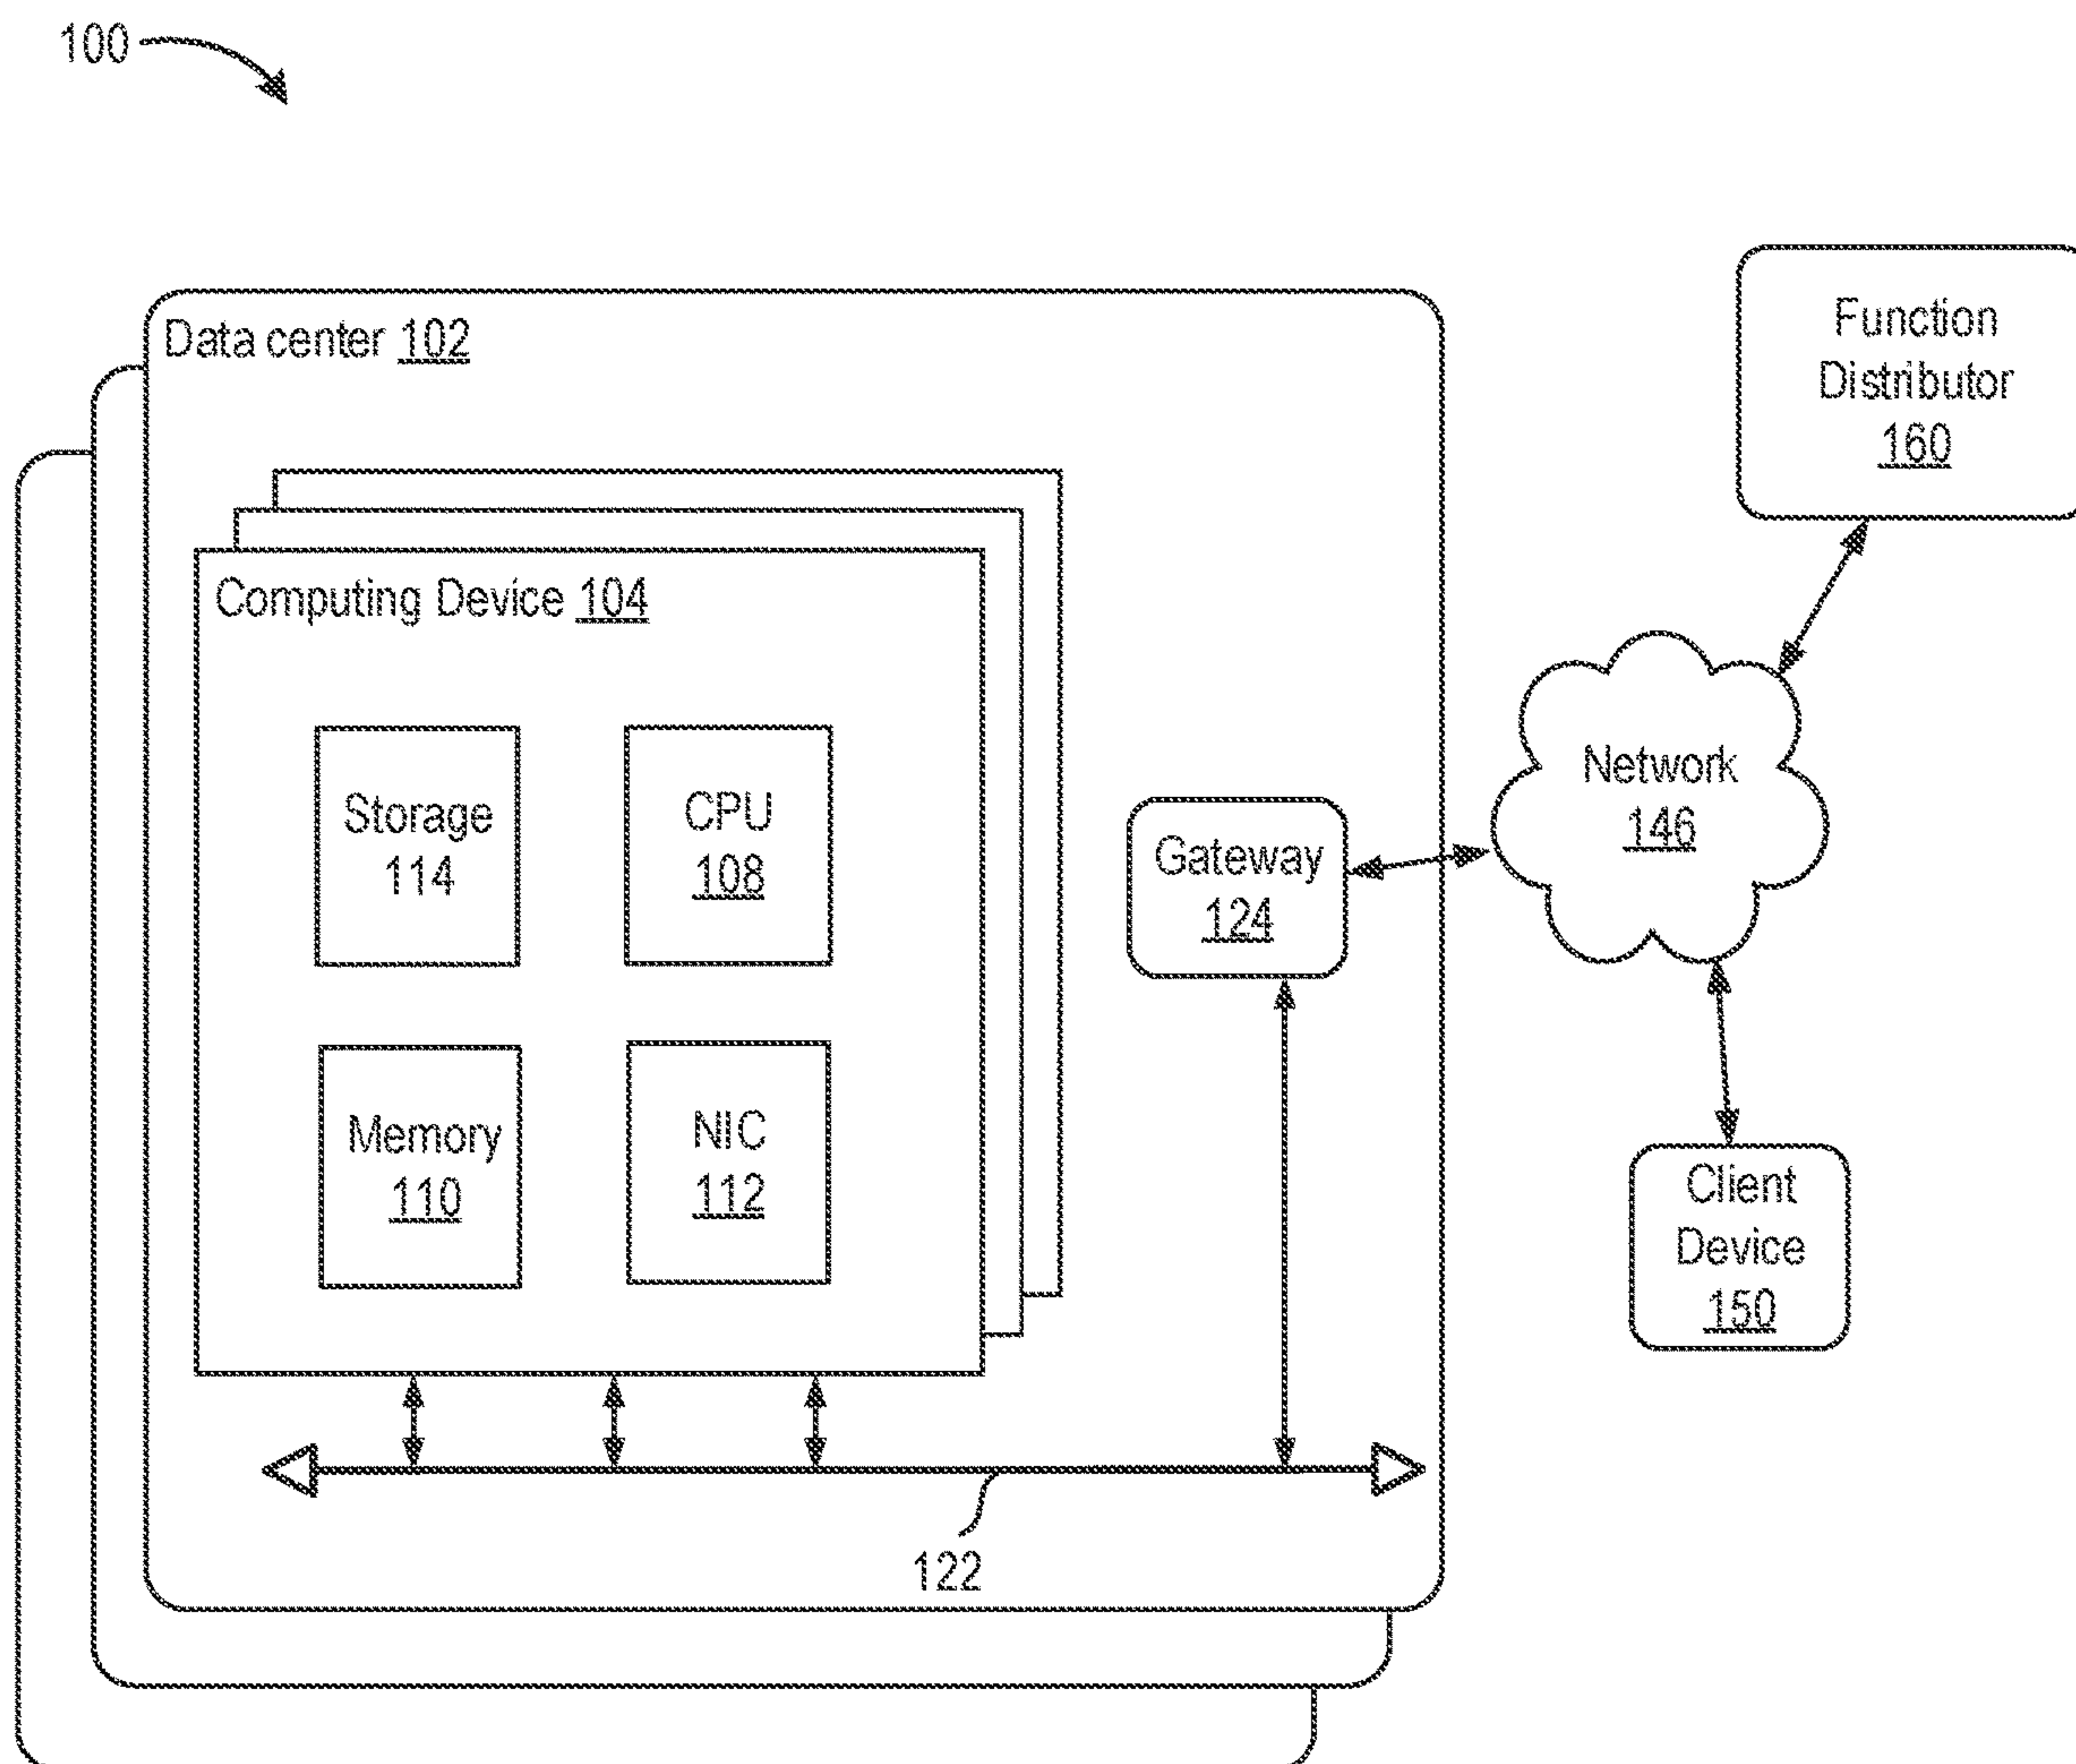 100
Data center 102
Function
Distributor
160
Computing Device 104
Storage
114
CPU
108
Network
146
Gateway
124
Memory
110
NIC
112
Client
Device
150
122